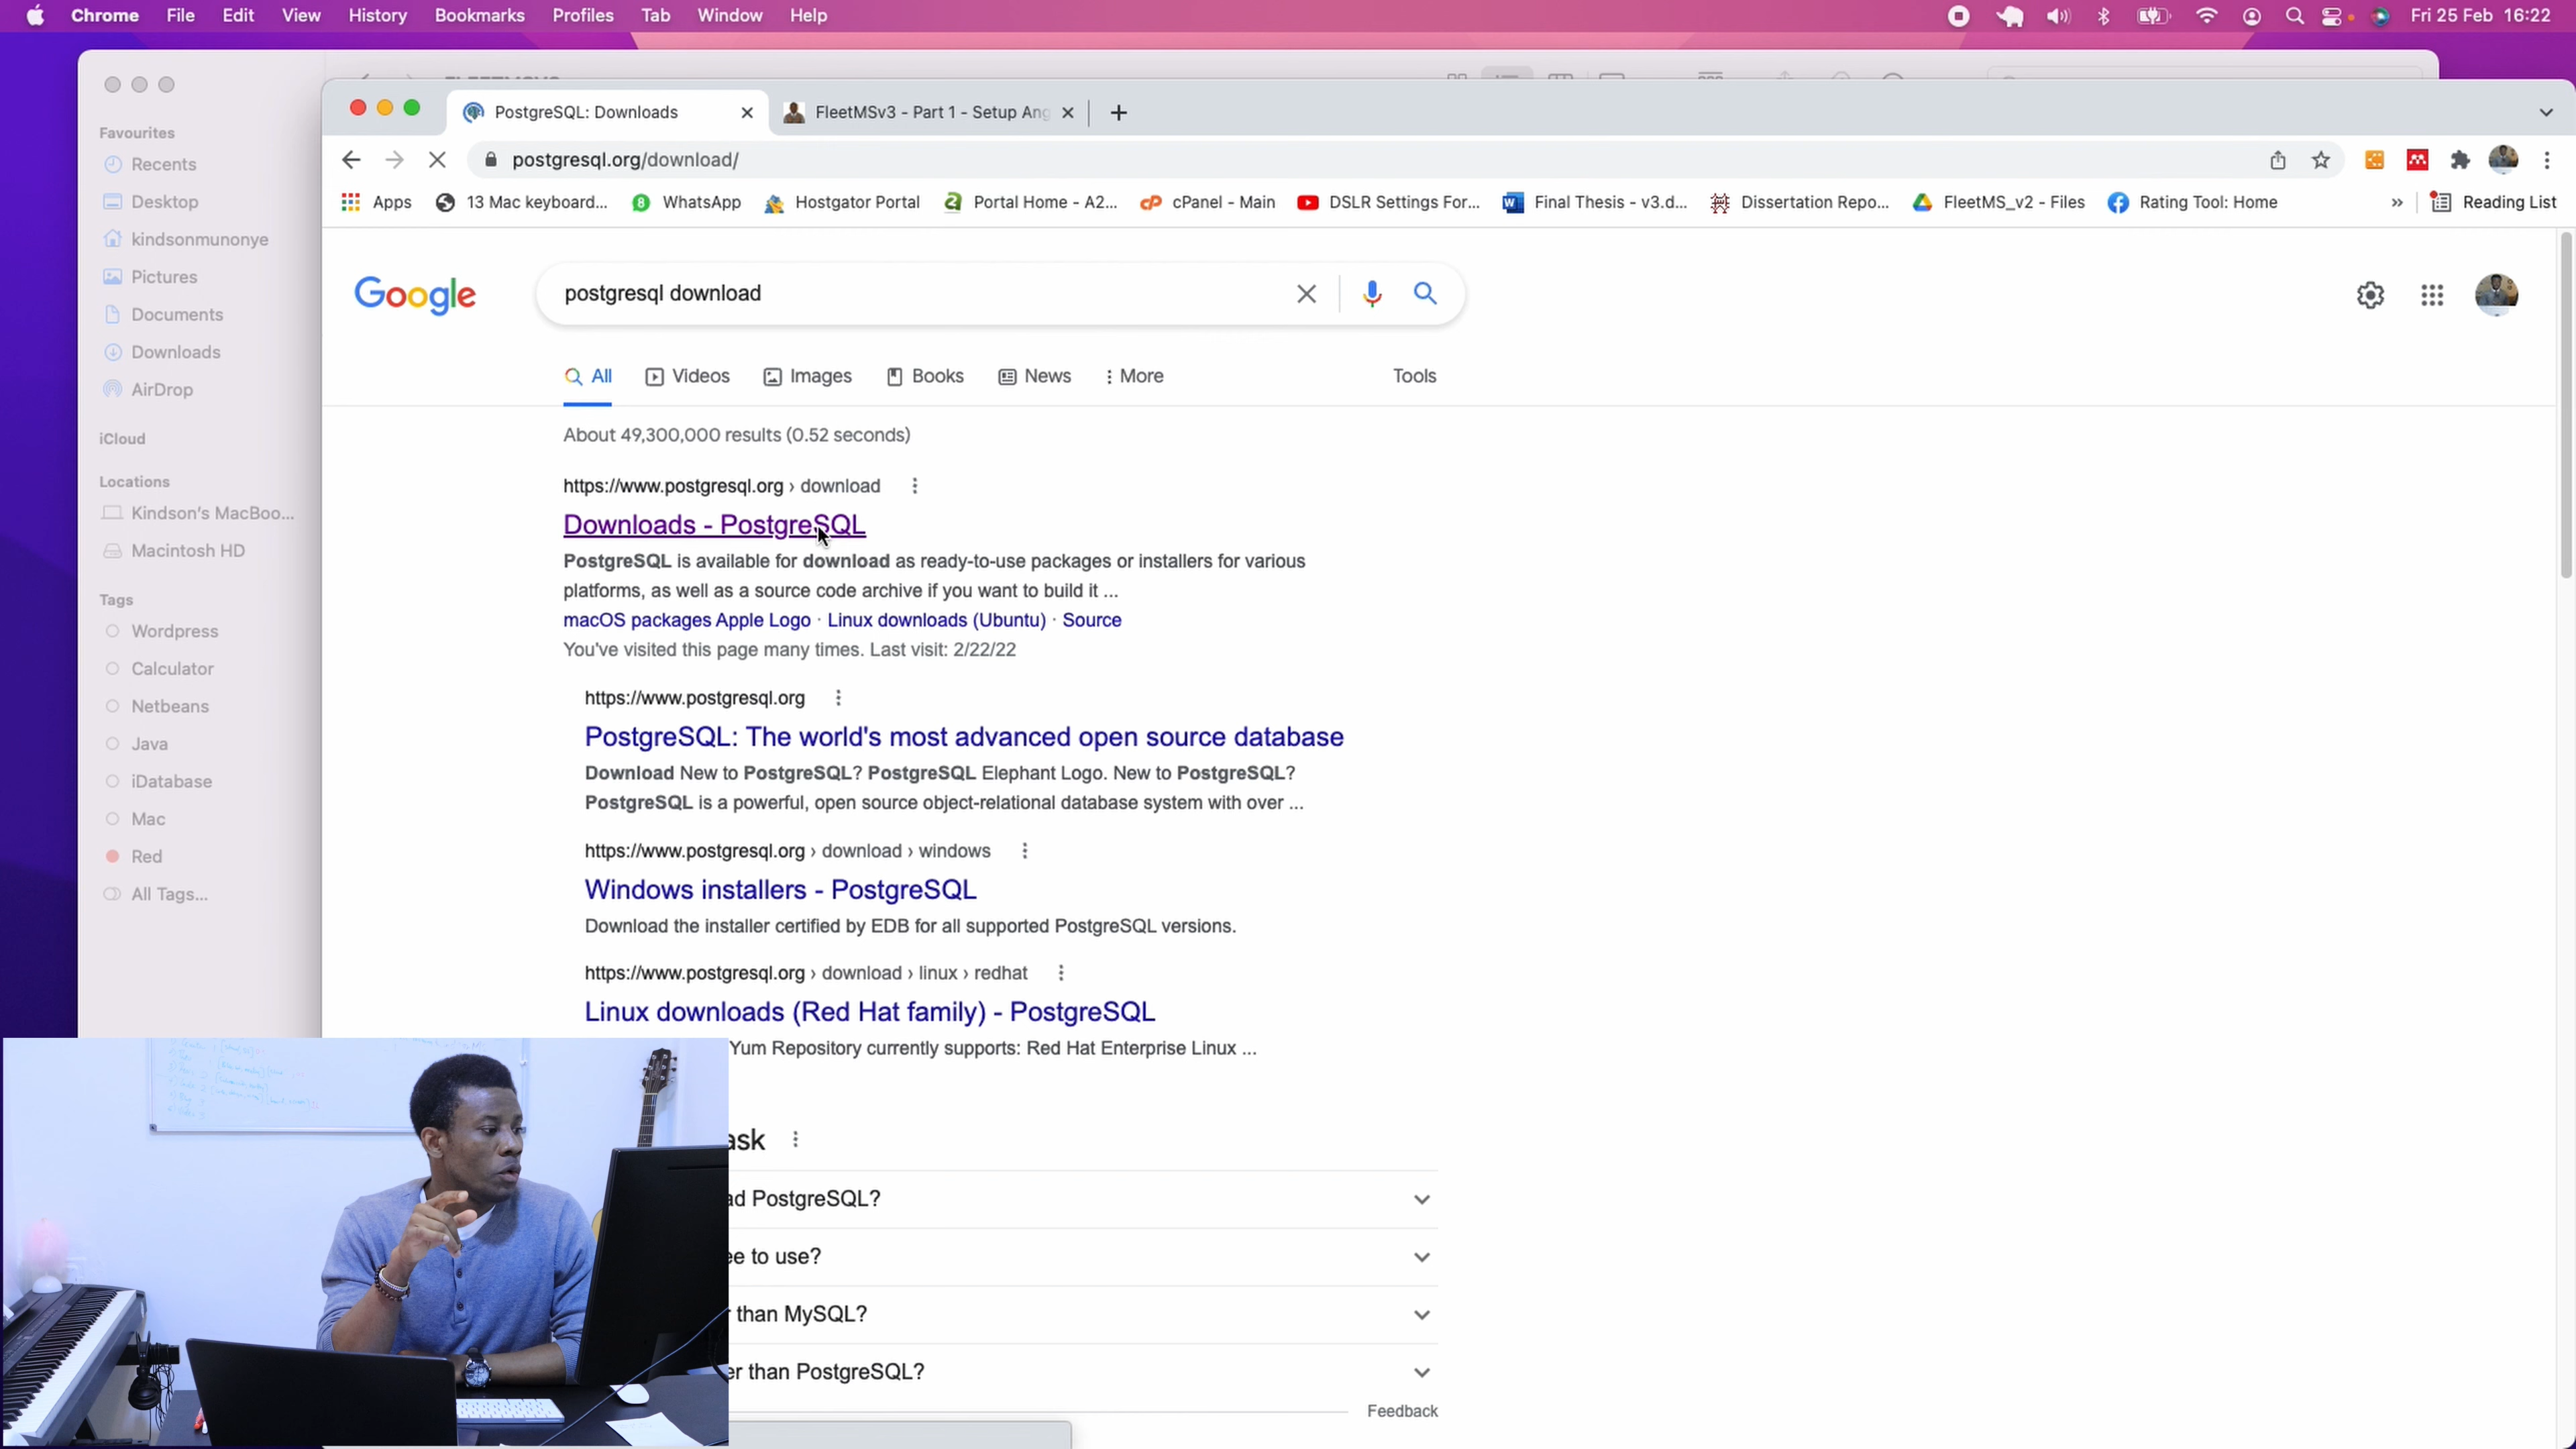 Chrome File Edit View History Bookmarks Profiles Tab Window Help
Fri 25 Feb 16:22
PostgreSQL: Downloads
FleetMSv3 - Part 1 - Setup Ang
postgresql.org/download/
Apps
13 Mac keyboard...
WhatsApp
Hostgator Portal
Portal Home - A2...
cPanel - Main
DSLR Settings For...
Final Thesis - v3.d...
Dissertation Repo...
FleetMS_v2 - Files
Rating Tool: Home
»
Reading List
Favourites
Recents
Desktop
kindsonmunonye
Pictures
Documents
Downloads
AirDrop
iCloud
Locations
Kindson's MacBoo...
Macintosh HD
Tags
Wordpress
Calculator
Netbeans
Java
iDatabase
Mac
Red
All Tags...
Google
postgresql download
All Videos Images Books News More Tools
About 49,300,000 results (0.52 seconds)
https://www.postgresql.org › download
Downloads - PostgreSQL
PostgreSQL is available for download as ready-to-use packages or installers for various
platforms, as well as a source code archive if you want to build it ...
macOS packages Apple Logo · Linux downloads (Ubuntu) · Source
You've visited this page many times. Last visit: 2/22/22
https://www.postgresql.org
PostgreSQL: The world's most advanced open source database
Download New to PostgreSQL? PostgreSQL Elephant Logo. New to PostgreSQL?
PostgreSQL is a powerful, open source object-relational database system with over ...
https://www.postgresql.org › download › windows
Windows installers - PostgreSQL
Download the installer certified by EDB for all supported PostgreSQL versions.
https://www.postgresql.org › download › linux › redhat
Linux downloads (Red Hat family) - PostgreSQL
Yum Repository currently supports: Red Hat Enterprise Linux ...
ask
ad PostgreSQL?
ee to use?
than MySQL?
er than PostgreSQL?
Feedback